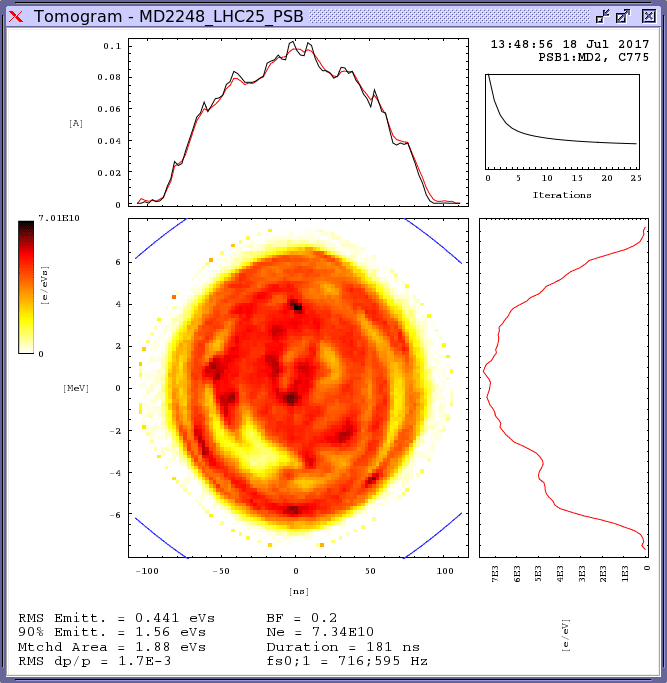 Tomogram - MD2248_LHC25_PSB
13:48:56 18 Jul 2017
PSB1:MD2, C775
0.1
0.08
0.06
0.04
0.02
0
[A]
0 5 10 15 20 25
Iterations
7.01E10
0
[e/eVs]
6
4
2
0
-2
-4
-6
[MeV]
-100 -50 0 50 100
[ns]
7E3 6E3 5E3 4E3 3E3 2E3 1E3 0
[e/eV]
RMS Emitt. = 0.441 eVs
90% Emitt. = 1.56 eVs
Mtchd Area = 1.88 eVs
RMS dp/p = 1.7E-3
BF = 0.2
Ne = 7.34E10
Duration = 181 ns
fs0;1 = 716;595 Hz